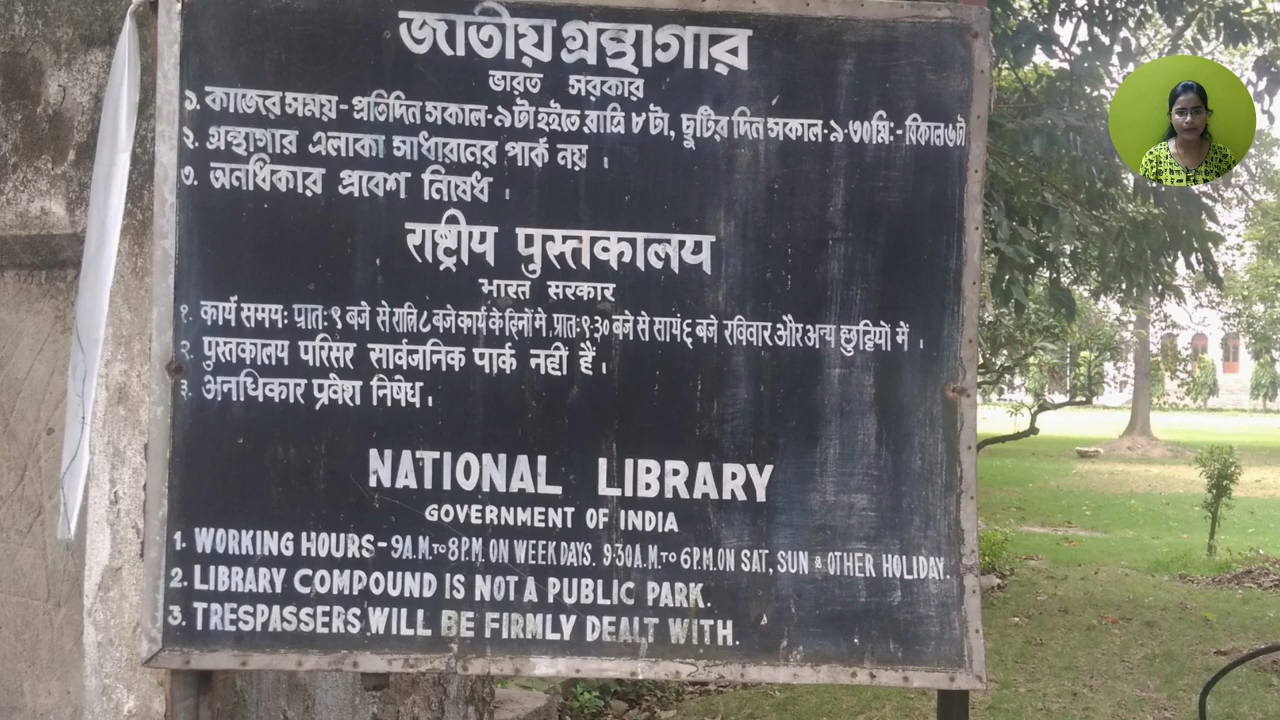 জাতীয় গ্রন্থাগার
ভারত সরকার
১. কাজের সময় - প্রতিদিন সকাল - ৯টা হইতে রাত্রি ৮টা, ছুটির দিন সকাল - ৯-৩০মি:- বিকাল ৬টা
২. গ্রন্থাগার এলাকা সাধারনের পার্ক নয় ।
৩. অনধিকার প্রবেশ নিষেধ ।
राष्ट्रीय पुस्तकालय
भारत सरकार
१. कार्य समयः प्रातः ९ बजे से रात्रि ८ बजे कार्य के दिनों मे, प्रातः ९.३० बजे से सायं ६ बजे रविवार और अन्य छुट्टियों में ।
२. पुस्तकालय परिसर सार्वजनिक पार्क नहीं हैं ।
३. अनधिकार प्रवेश निषेध ।
NATIONAL LIBRARY
GOVERNMENT OF INDIA
1. WORKING HOURS - 9A.M. TO 8P.M. ON WEEK DAYS. 9.30A.M. TO 6P.M. ON SAT, SUN & OTHER HOLIDAY.
2. LIBRARY COMPOUND IS NOT A PUBLIC PARK.
3. TRESPASSERS WILL BE FIRMLY DEALT WITH.